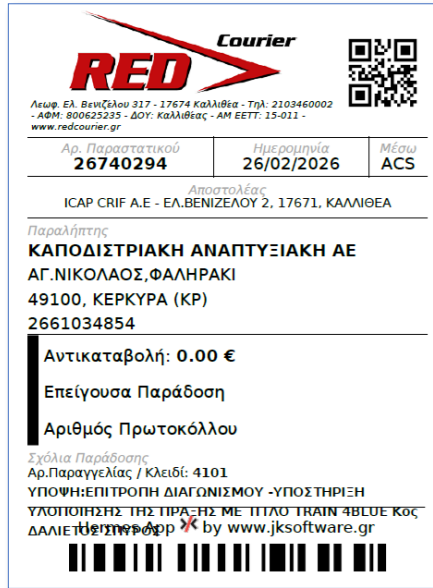 Courier
RED
Λεωφ. Ελ. Βενιζέλου 317 - 17674 Καλλιθέα - Τηλ: 2103460002
- ΑΦΜ: 800625235 - ΔΟΥ: Καλλιθέας - ΑΜ ΕΕΤΤ: 15-011 -
www.redcourier.gr
Αρ. Παραστατικού Ημερομηνία Μέσω
26740294 26/02/2026 ACS
Αποστολέας
ICAP CRIF Α.Ε - ΕΛ.ΒΕΝΙΖΕΛΟΥ 2, 17671, ΚΑΛΛΙΘΕΑ
Παραλήπτης
ΚΑΠΟΔΙΣΤΡΙΑΚΗ ΑΝΑΠΤΥΞΙΑΚΗ ΑΕ
ΑΓ.ΝΙΚΟΛΑΟΣ,ΦΑΛΗΡΑΚΙ
49100, ΚΕΡΚΥΡΑ (ΚΡ)
2661034854
Αντικαταβολή: 0.00 €
Επείγουσα Παράδοση
Αριθμός Πρωτοκόλλου
Σχόλια Παράδοσης
Αρ.Παραγγελίας / Κλειδί: 4101
ΥΠΟΨΗ:ΕΠΙΤΡΟΠΗ ΔΙΑΓΩΝΙΣΜΟΥ -ΥΠΟΣΤΗΡΙΞΗ
ΥΛΟΠΟΙΗΣΗΣ ΤΗΣ ΠΡΑΞΗΣ ΜΕ ΤΙΤΛΟ TRAIN 4BLUE Κος
ΔΑΛΙΕΤΟΣ ΣΠΥΡΟΣ
Hermes App by www.jksoftware.gr